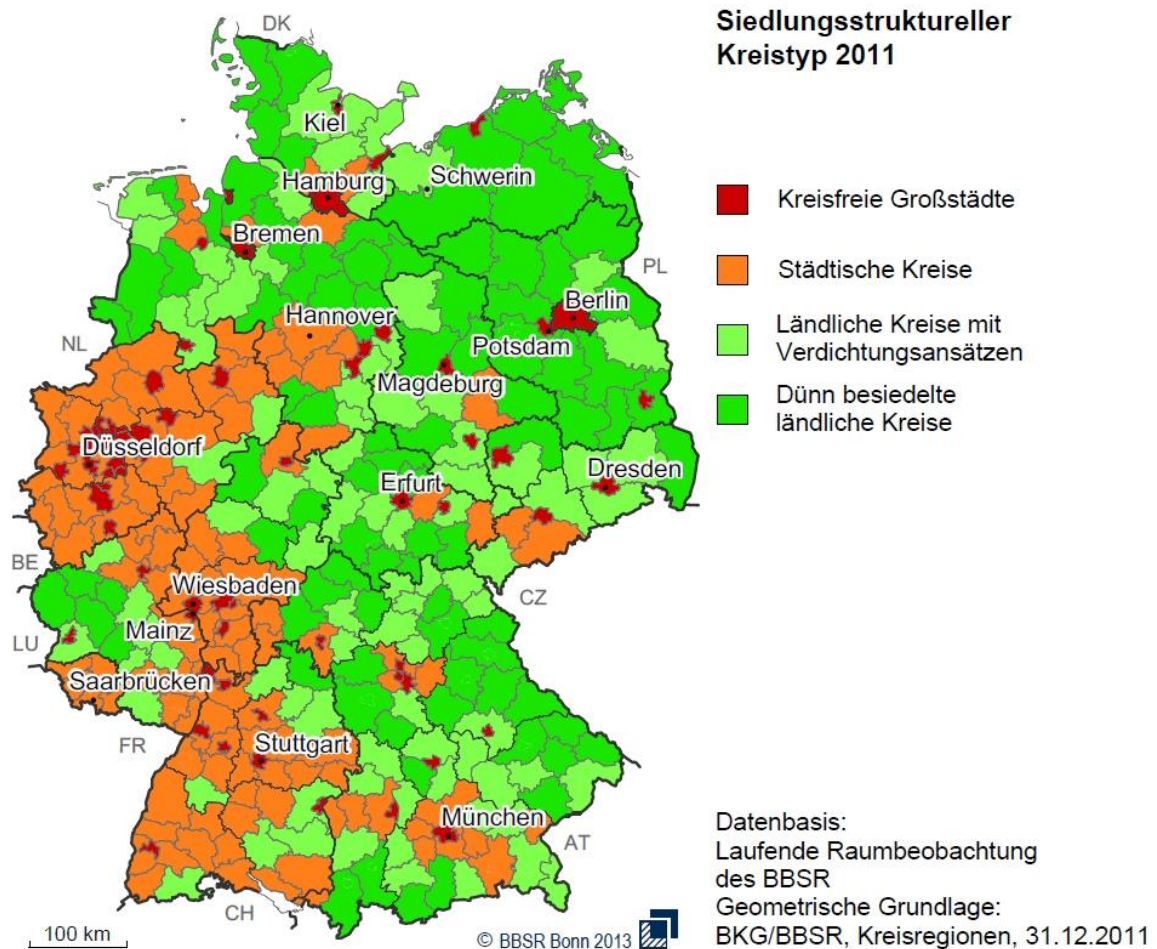 Siedlungsstruktureller
Kreistyp 2011
Kreisfreie Großstädte
Städtische Kreise
Ländliche Kreise mit
Verdichtungsansätzen
Dünn besiedelte
ländliche Kreise
DK
Kiel
Hamburg
Schwerin
Bremen
PL
Berlin
Hannover
NL
Potsdam
Magdeburg
Düsseldorf
Dresden
Erfurt
BE
Wiesbaden
CZ
Mainz
LU
Saarbrücken
FR
Stuttgart
München
AT
CH
100 km
© BBSR Bonn 2013
Datenbasis:
Laufende Raumbeobachtung
des BBSR
Geometrische Grundlage:
BKG/BBSR, Kreisregionen, 31.12.2011